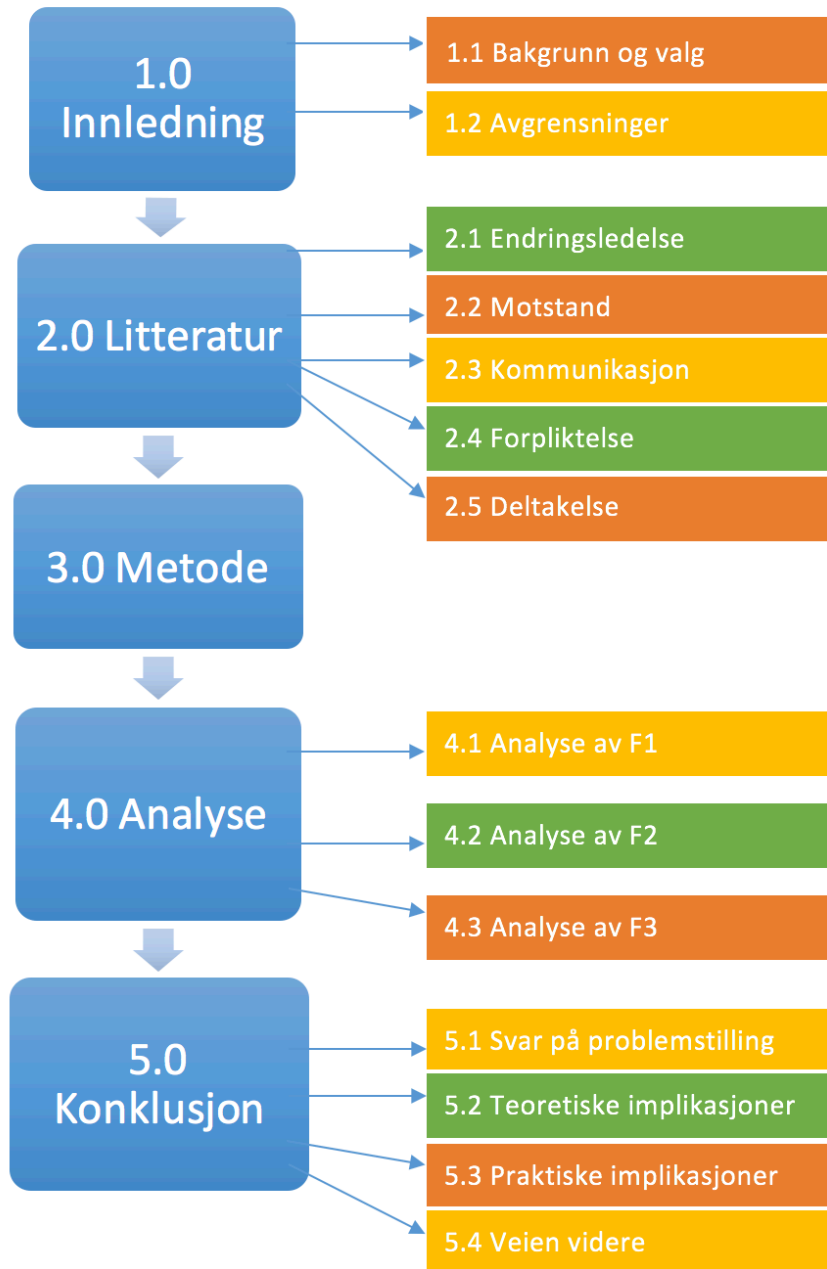 1.0
Innledning
1.1 Bakgrunn og valg
1.2 Avgrensninger
2.0 Litteratur
2.1 Endringsledelse
2.2 Motstand
2.3 Kommunikasjon
2.4 Forpliktelse
2.5 Deltakelse
3.0 Metode
4.0 Analyse
4.1 Analyse av F1
4.2 Analyse av F2
4.3 Analyse av F3
5.0
Konklusjon
5.1 Svar på problemstilling
5.2 Teoretiske implikasjoner
5.3 Praktiske implikasjoner
5.4 Veien videre